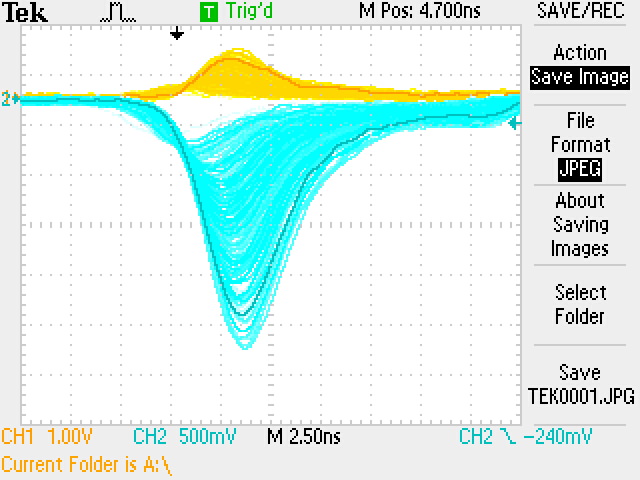 Tek T Trig'd M Pos: 4.700ns SAVE/REC
Action
Save Image
2
File
Format
JPEG
About
Saving
Images
Select
Folder
Save
TEK0001.JPG
CH1 1.00V CH2 500mV M 2.50ns CH2 \ -240mV
Current Folder is A:\